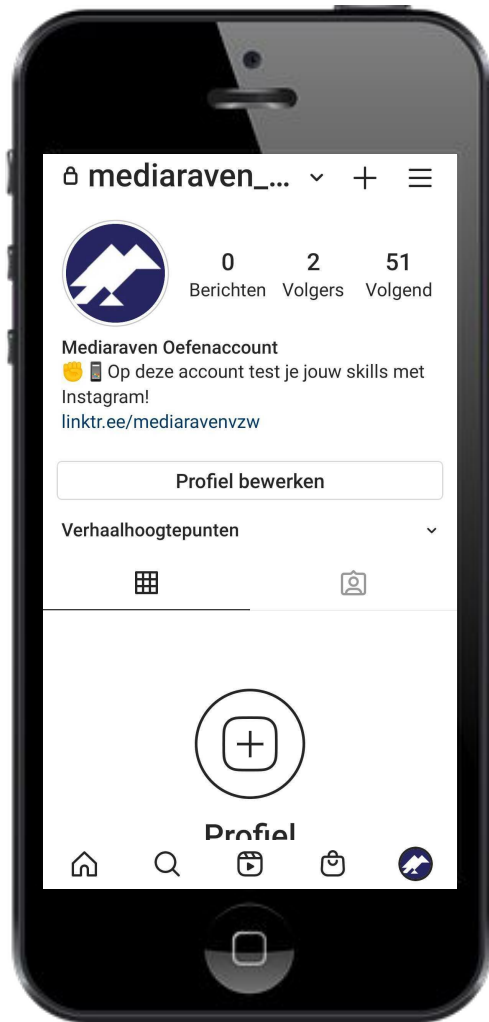 mediaraven_...
0 2 51
Berichten Volgers Volgend
Mediaraven Oefenaccount
✊📱Op deze account test je jouw skills met
Instagram!
linktr.ee/mediaravenvzw
Profiel bewerken
Verhaalhoogtepunten
Profiel